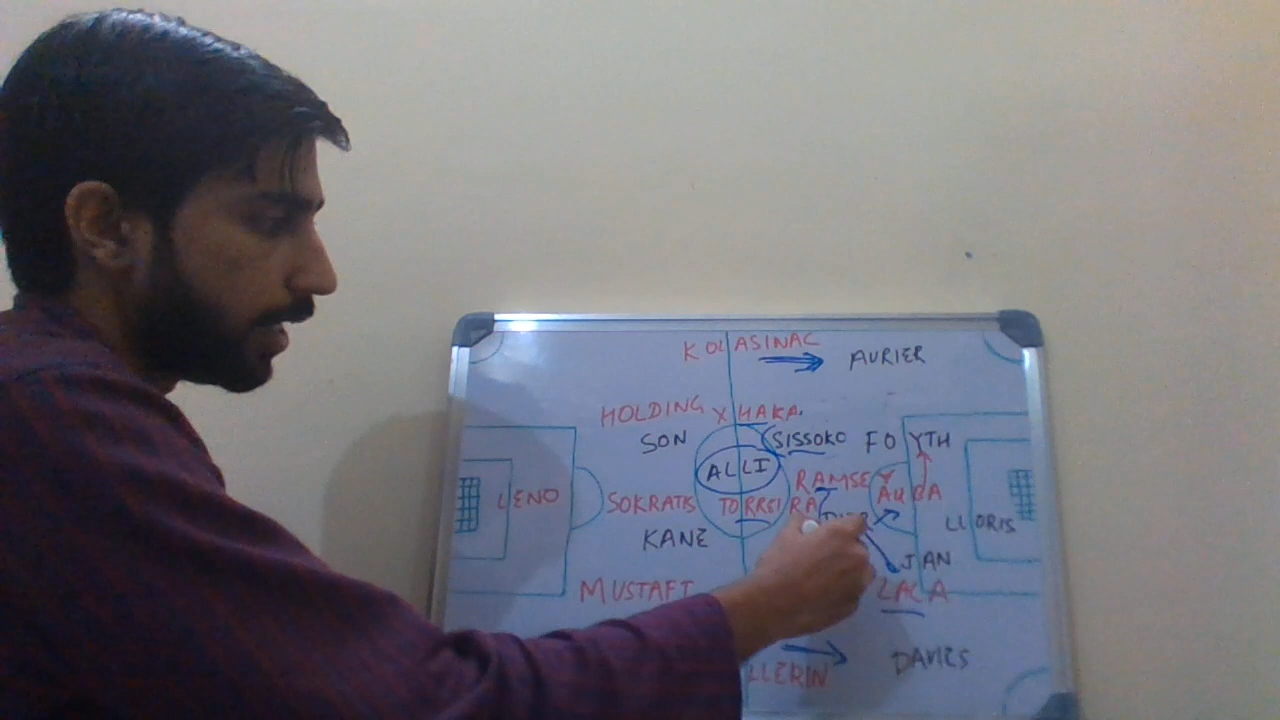 KOLASINAC
AURIER
HOLDING XHAKA
SON SISSOKO FOYTH
ALLI
RAMSEY
LENO SOKRATIS TORREIRA AUBA
LLORIS
KANE
JAN
MUSTAFI LACA
DAVIES
LLERIN